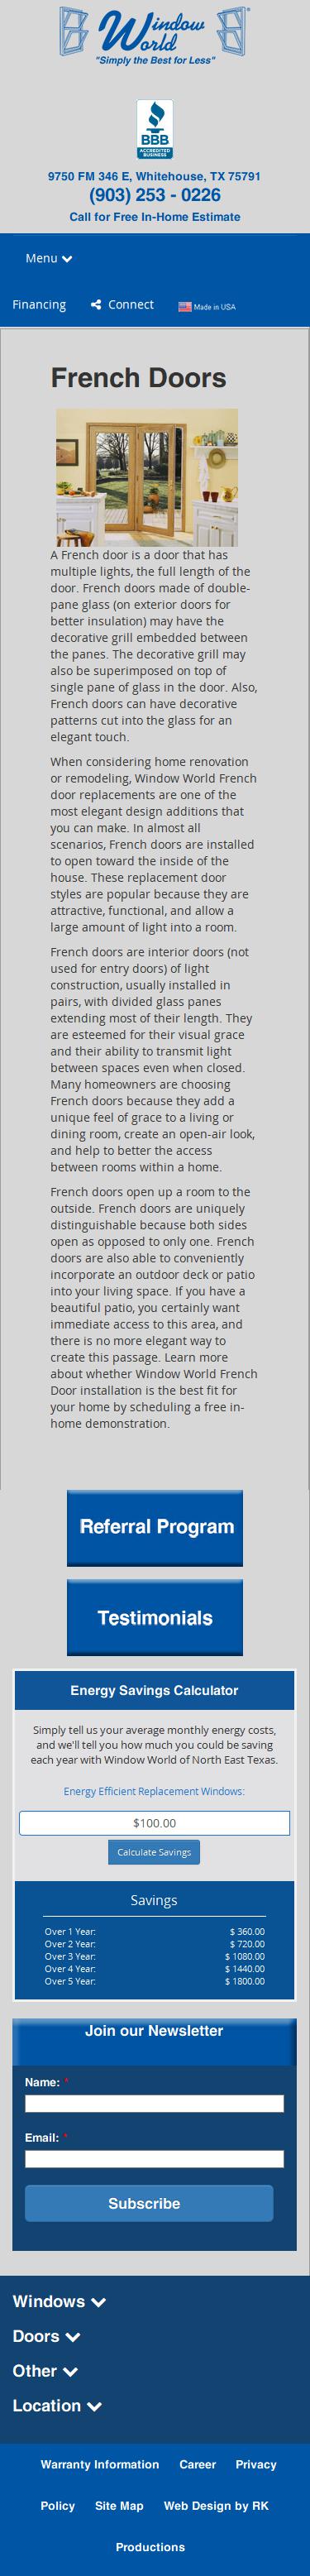 Window
World
®
"Simply the Best for Less"
BBB
ACCREDITED
BUSINESS
9750 FM 346 E, Whitehouse, TX 75791
(903) 253 - 0226
Call for Free In-Home Estimate
Menu
Financing
Connect
Made in USA
French Doors
A French door is a door that has
multiple lights, the full length of the
door. French doors made of double-
pane glass (on exterior doors for
better insulation) may have the
decorative grill embedded between
the panes. The decorative grill may
also be superimposed on top of
single pane of glass in the door. Also,
French doors can have decorative
patterns cut into the glass for an
elegant touch.
When considering home renovation
or remodeling, Window World French
door replacements are one of the
most elegant design additions that
you can make. In almost all
scenarios, French doors are installed
to open toward the inside of the
house. These replacement door
styles are popular because they are
attractive, functional, and allow a
large amount of light into a room.
French doors are interior doors (not
used for entry doors) of light
construction, usually installed in
pairs, with divided glass panes
extending most of their length. They
are esteemed for their visual grace
and their ability to transmit light
between spaces even when closed.
Many homeowners are choosing
French doors because they add a
unique feel of grace to a living or
dining room, create an open-air look,
and help to better the access
between rooms within a home.
French doors open up a room to the
outside. French doors are uniquely
distinguishable because both sides
open as opposed to only one. French
doors are also able to conveniently
incorporate an outdoor deck or patio
into your living space. If you have a
beautiful patio, you certainly want
immediate access to this area, and
there is no more elegant way to
create this passage. Learn more
about whether Window World French
Door installation is the best fit for
your home by scheduling a free in-
home demonstration.
Referral Program
Testimonials
Energy Savings Calculator
Simply tell us your average monthly energy costs,
and we'll tell you how much you could be saving
each year with Window World of North East Texas.
Energy Efficient Replacement Windows:
$100.00
Calculate Savings
Savings
Over 1 Year: $ 360.00
Over 2 Year: $ 720.00
Over 3 Year: $ 1080.00
Over 4 Year: $ 1440.00
Over 5 Year: $ 1800.00
Join our Newsletter
Name: *
Email: *
Subscribe
Windows
Doors
Other
Location
Warranty Information Career Privacy
Policy Site Map Web Design by RK
Productions